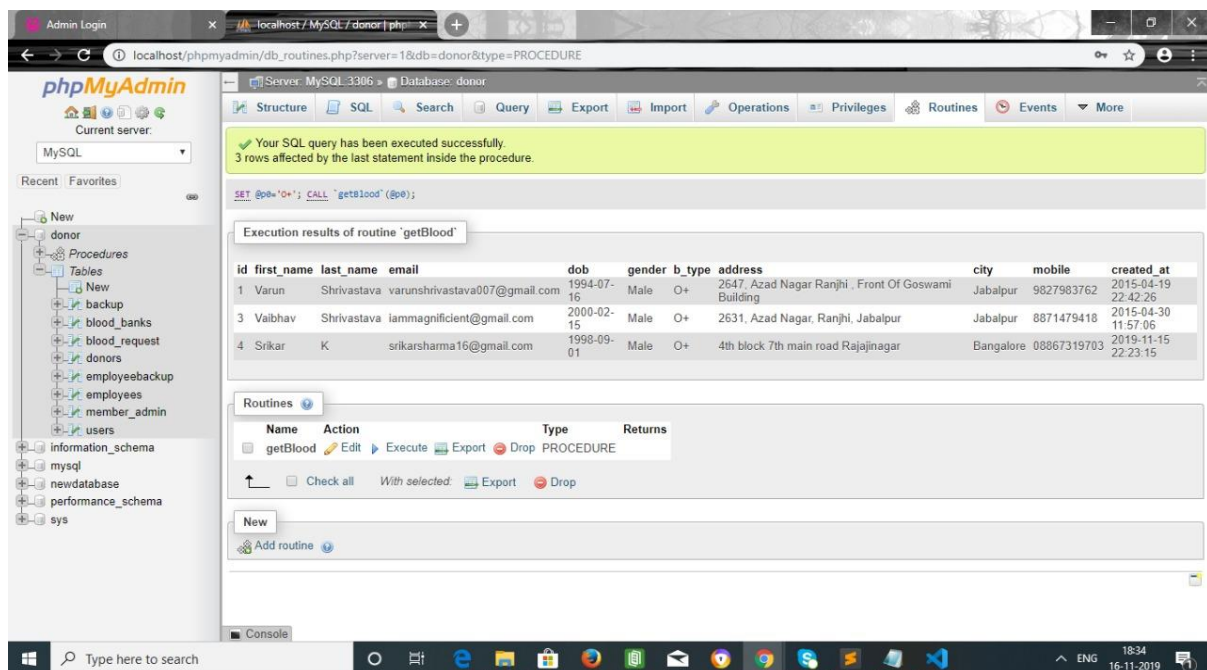 Admin Login
localhost / MySQL / donor | php
localhost/phpmyadmin/db_routines.php?server=1&db=donor&type=PROCEDURE
phpMyAdmin
Current server:
MySQL
Recent Favorites
New
donor
Procedures
Tables
New
backup
blood_banks
blood_request
donors
employeebackup
employees
member_admin
users
information_schema
mysql
newdatabase
performance_schema
sys
Server: MySQL:3306 » Database: donor
Structure SQL Search Query Export Import Operations Privileges Routines Events More
Your SQL query has been executed successfully.
3 rows affected by the last statement inside the procedure.
SET @p0='O+'; CALL `getBlood`(@p0);
Execution results of routine `getBlood`
id first_name last_name email dob gender b_type address city mobile created_at
1 Varun Shrivastava varunshrivastava007@gmail.com 1994-07-16 Male O+ 2647, Azad Nagar Ranjhi , Front Of Goswami Building Jabalpur 9827983762 2015-04-19 22:42:26
3 Vaibhav Shrivastava iammagnificient@gmail.com 2000-02-15 Male O+ 2631, Azad Nagar, Ranjhi, Jabalpur Jabalpur 8871479418 2015-04-30 11:57:06
4 Srikar K srikarsharma16@gmail.com 1998-09-01 Male O+ 4th block 7th main road Rajajinagar Bangalore 08867319703 2019-11-15 22:23:15
Routines
Name Action Type Returns
getBlood Edit Execute Export Drop PROCEDURE
Check all With selected: Export Drop
New
Add routine
Console
Type here to search
ENG
18:34
16-11-2019